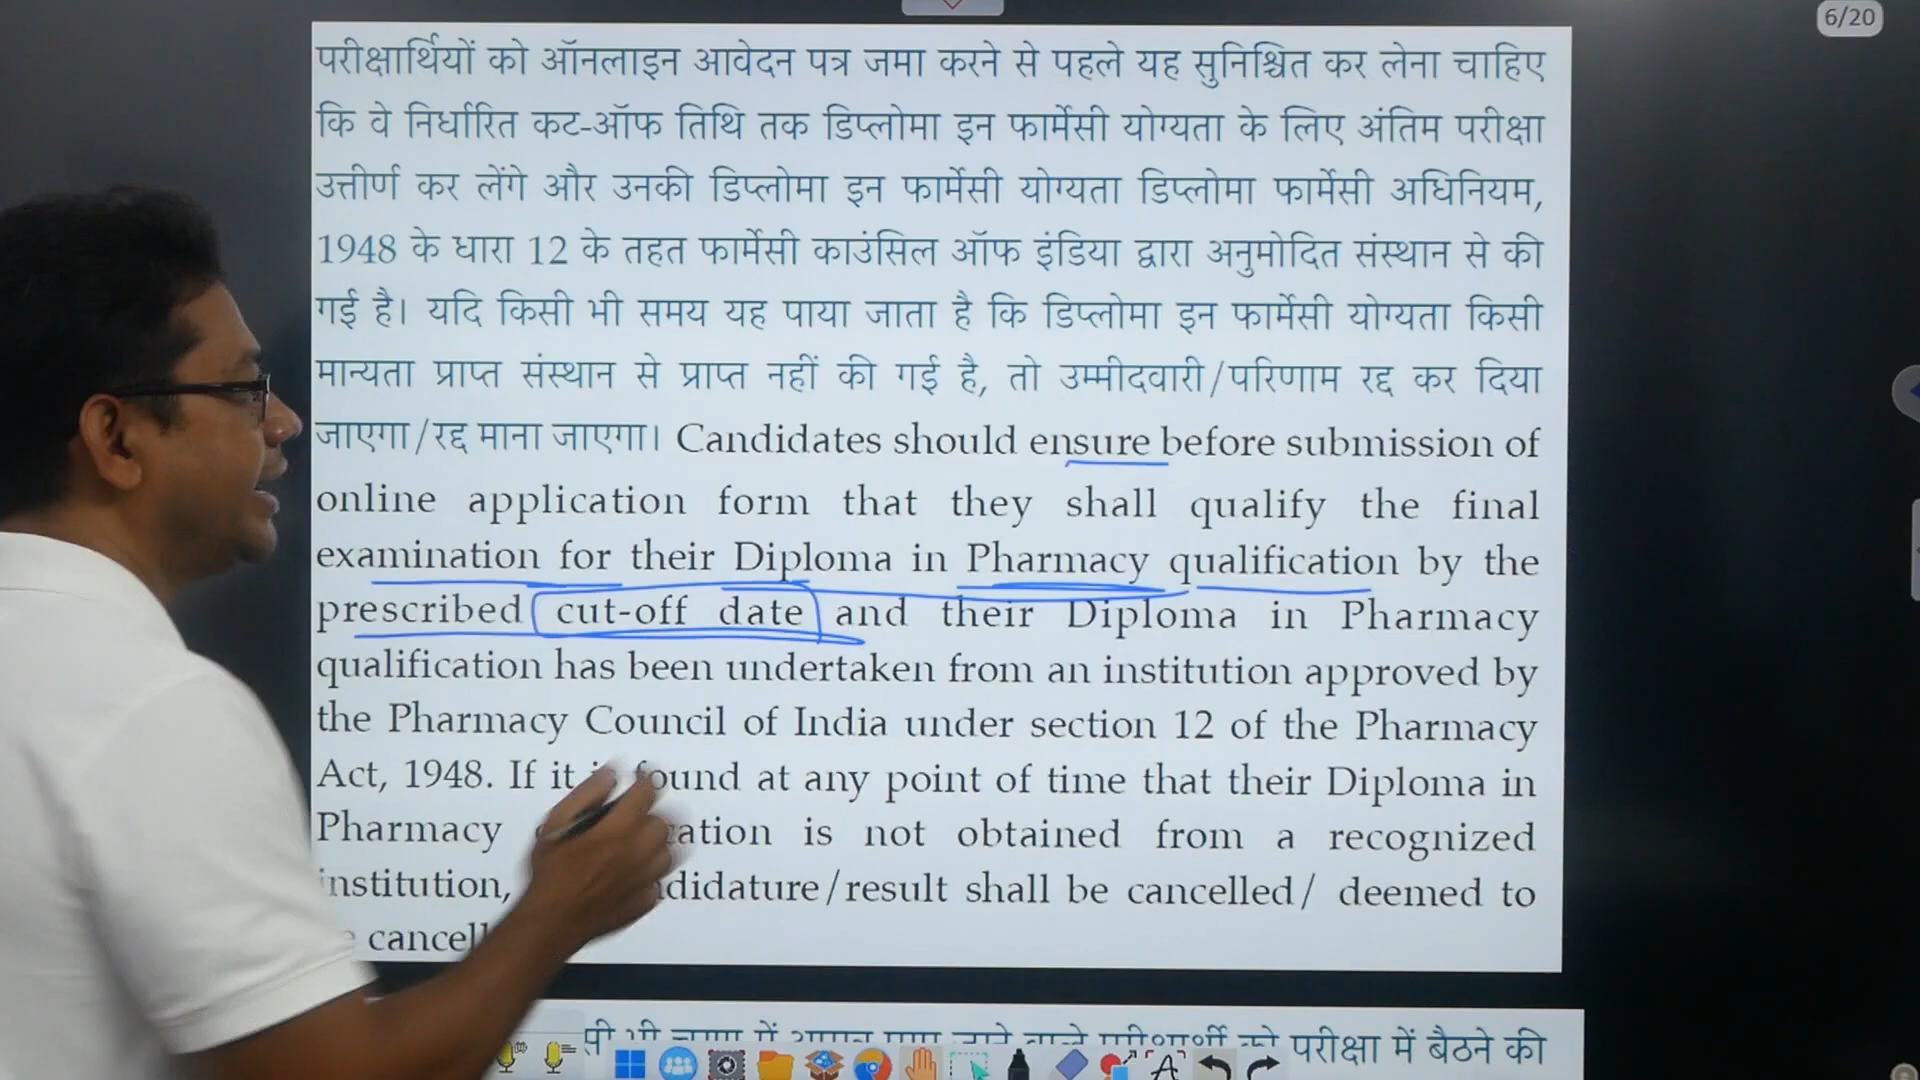 6/20
परीक्षार्थियों को ऑनलाइन आवेदन पत्र जमा करने से पहले यह सुनिश्चित कर लेना चाहिए
कि वे निर्धारित कट-ऑफ तिथि तक डिप्लोमा इन फार्मेसी योग्यता के लिए अंतिम परीक्षा
उत्तीर्ण कर लेंगे और उनकी डिप्लोमा इन फार्मेसी योग्यता डिप्लोमा फार्मेसी अधिनियम,
1948 के धारा 12 के तहत फार्मेसी काउंसिल ऑफ इंडिया द्वारा अनुमोदित संस्थान से की
गई है। यदि किसी भी समय यह पाया जाता है कि डिप्लोमा इन फार्मेसी योग्यता किसी
मान्यता प्राप्त संस्थान से प्राप्त नहीं की गई है, तो उम्मीदवारी/परिणाम रद्द कर दिया
जाएगा/रद्द माना जाएगा। Candidates should ensure before submission of
online application form that they shall qualify the final
examination for their Diploma in Pharmacy qualification by the
prescribed cut-off date and their Diploma in Pharmacy
qualification has been undertaken from an institution approved by
the Pharmacy Council of India under section 12 of the Pharmacy
Act, 1948. If it found at any point of time that their Diploma in
Pharmacy is not obtained from a recognized
institution, /result shall be cancelled/ deemed to
परीक्षा में बैठने की